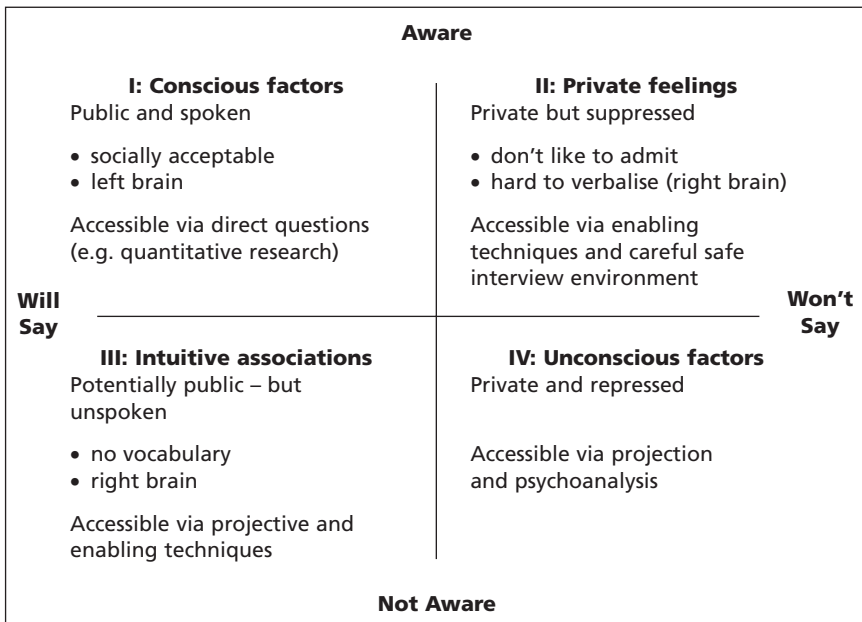 Aware
I: Conscious factors
Public and spoken
• socially acceptable
• left brain
Accessible via direct questions
(e.g. quantitative research)
II: Private feelings
Private but suppressed
• don't like to admit
• hard to verbalise (right brain)
Accessible via enabling
techniques and careful safe
interview environment
Will
Say
Won't
Say
III: Intuitive associations
Potentially public – but
unspoken
• no vocabulary
• right brain
Accessible via projective and
enabling techniques
IV: Unconscious factors
Private and repressed
Accessible via projection
and psychoanalysis
Not Aware